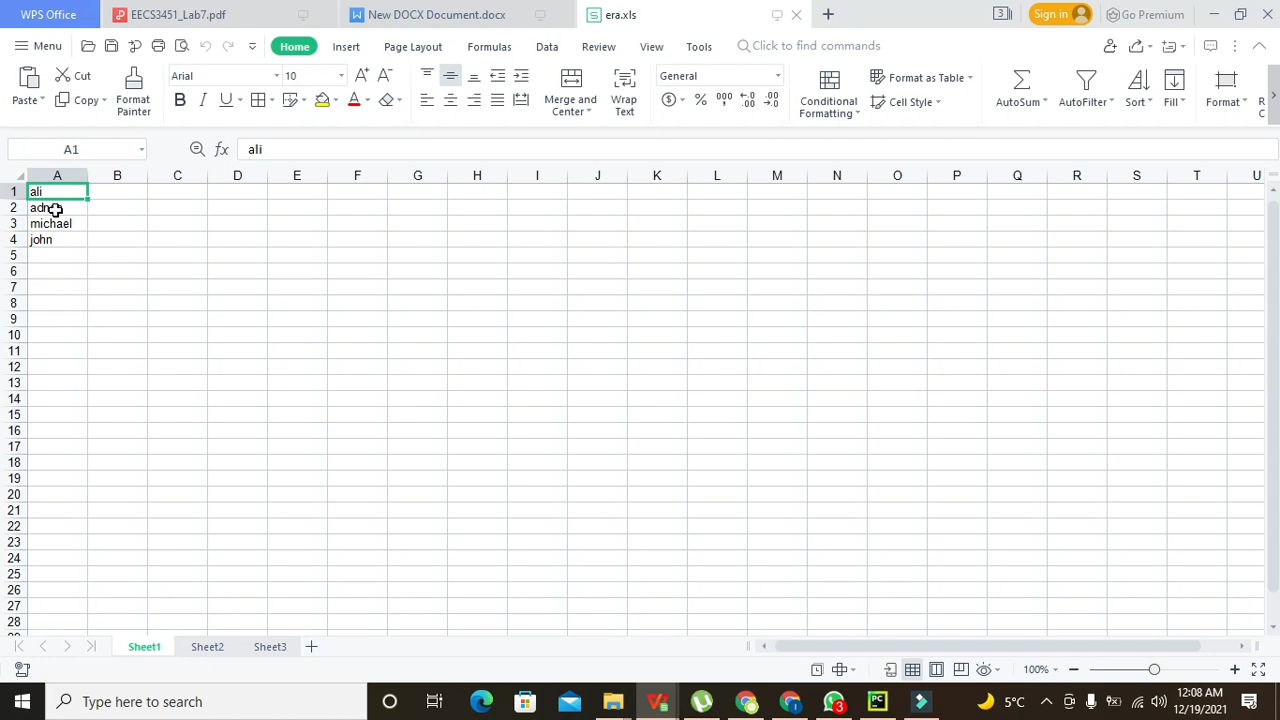 WPS Office EECS3451_Lab7.pdf New DOCX Document.docx era.xls + 3 Sign in Go Premium
Menu Home Insert Page Layout Formulas Data Review View Tools Click to find commands
Paste Cut Copy Format Painter Arial 10 A+ A- B I U A Merge and Center Wrap Text General Conditional Formatting Format as Table Cell Style AutoSum AutoFilter Sort Fill Format
A1 fx ali
A B C D E F G H I J K L M N O P Q R S T U
1 ali
2
3 michael
4 john
5
6
7
8
9
10
11
12
13
14
15
16
17
18
19
20
21
22
23
24
25
26
27
28
Sheet1 Sheet2 Sheet3 +
100%
Type here to search 3 5°C 12:08 AM
12/19/2021